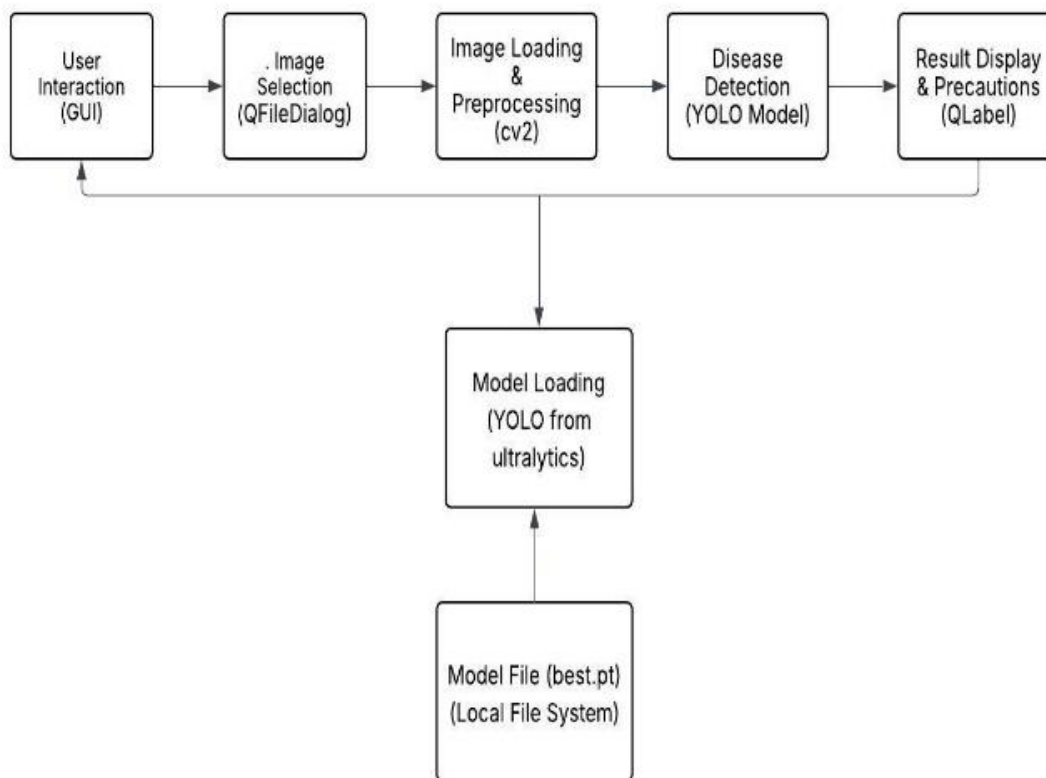 User
Interaction
(GUI)
. Image
Selection
(QFileDialog)
Image Loading
&
Preprocessing
(cv2)
Disease
Detection
(YOLO Model)
Result Display
& Precautions
(QLabel)
Model Loading
(YOLO from
ultralytics)
Model File (best.pt)
(Local File System)